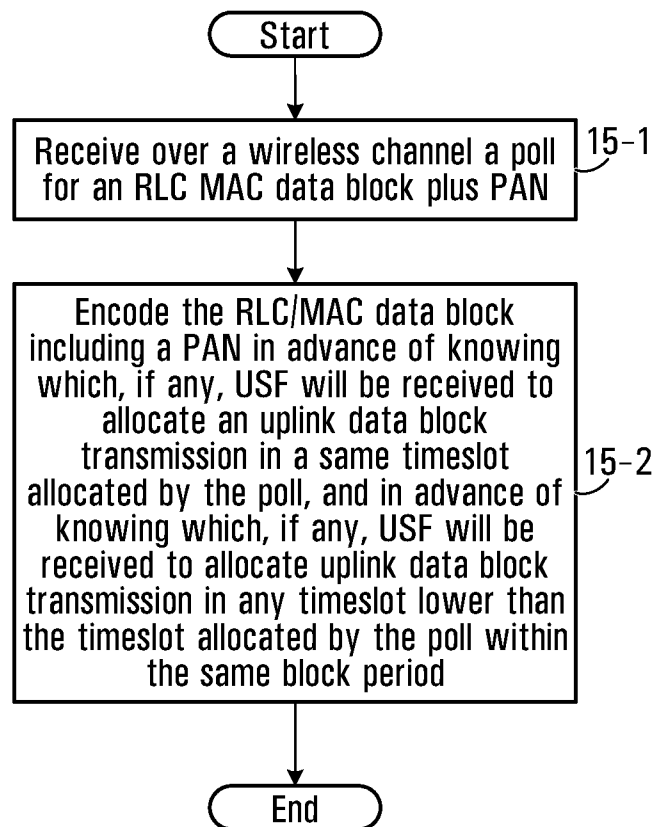 Start
Receive over a wireless channel a poll
for an RLC MAC data block plus PAN
15-1
Encode the RLC/MAC data block
including a PAN in advance of knowing
which, if any, USF will be received to
allocate an uplink data block
transmission in a same timeslot
allocated by the poll, and in advance of
knowing which, if any, USF will be
received to allocate uplink data block
transmission in any timeslot lower than
the timeslot allocated by the poll within
the same block period
15-2
End